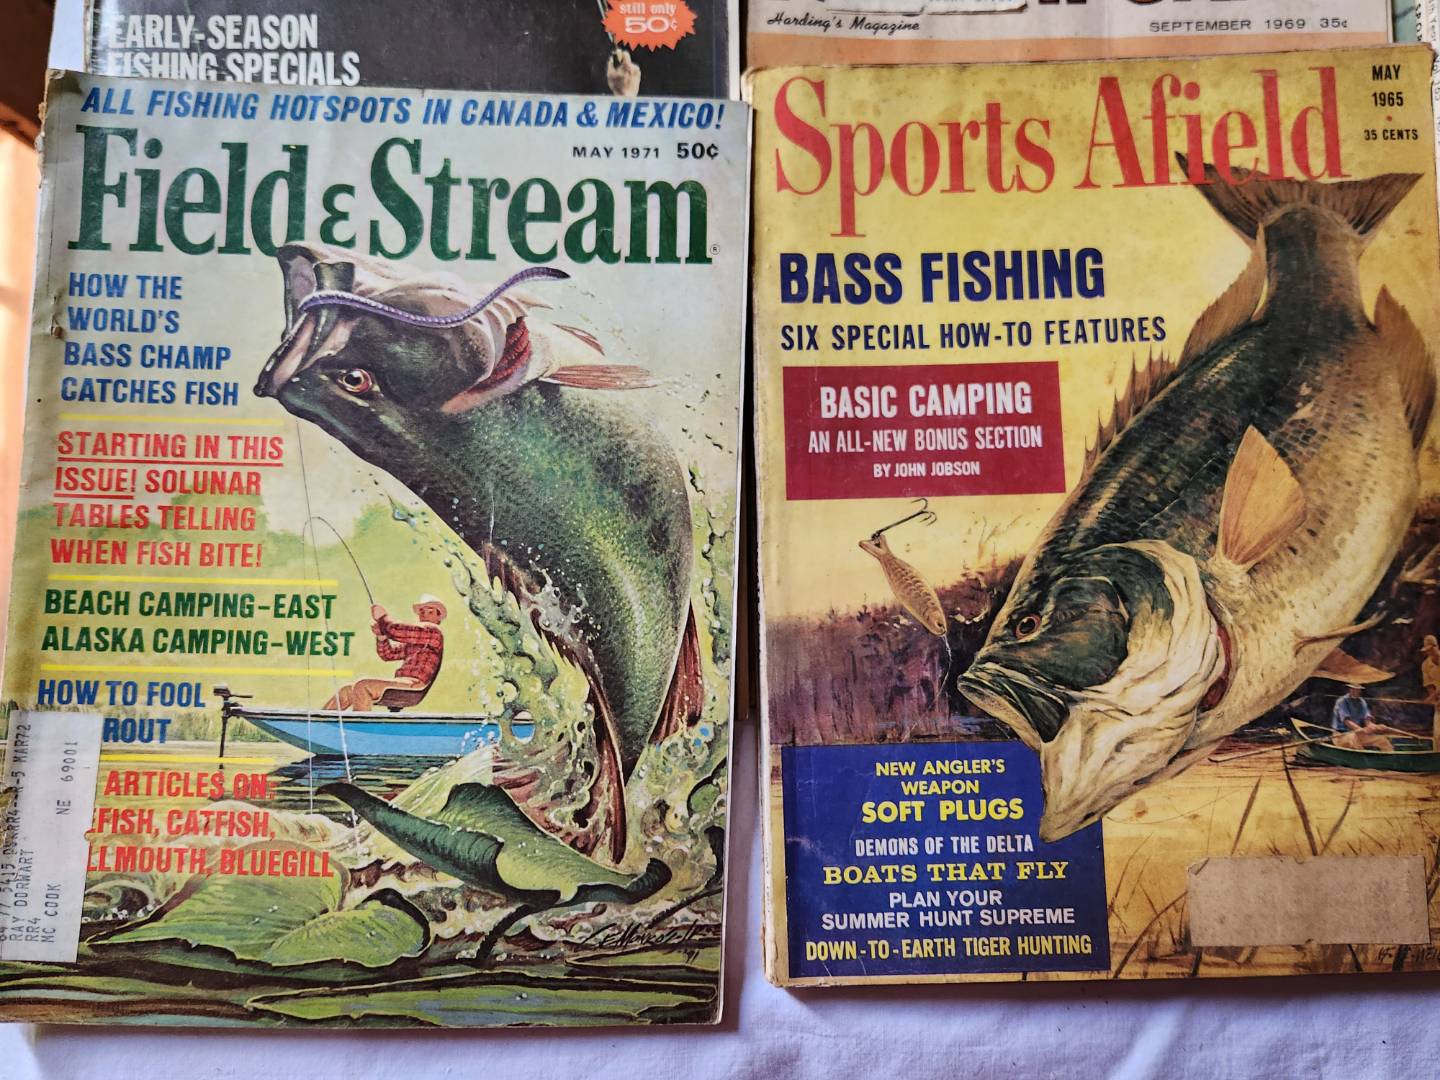 EARLY-SEASON
FISHING SPECIALS
still only
50¢
Harding's Magazine
SEPTEMBER 1969 35¢
ALL FISHING HOTSPOTS IN CANADA & MEXICO!
MAY 1971 50¢
Field & Stream
®
HOW THE
WORLD'S
BASS CHAMP
CATCHES FISH
STARTING IN THIS
ISSUE! SOLUNAR
TABLES TELLING
WHEN FISH BITE!
BEACH CAMPING-EAST
ALASKA CAMPING-WEST
HOW TO FOOL
ROUT
ARTICLES ON:
EFISH, CATFISH,
LLMOUTH, BLUEGILL
NE 69001
RAY DORWART
RR4
MC COOK
Sports Afield
MAY
1965
35 CENTS
BASS FISHING
SIX SPECIAL HOW-TO FEATURES
BASIC CAMPING
AN ALL-NEW BONUS SECTION
BY JOHN JOBSON
NEW ANGLER'S
WEAPON
SOFT PLUGS
DEMONS OF THE DELTA
BOATS THAT FLY
PLAN YOUR
SUMMER HUNT SUPREME
DOWN-TO-EARTH TIGER HUNTING